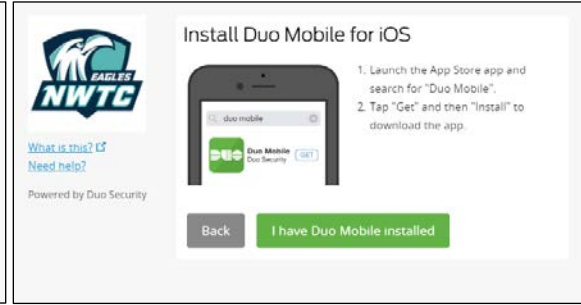 EAGLES
NWTC
What is this?
Need help?
Powered by Duo Security
Install Duo Mobile for iOS
duo mobile
DUO
Duo Mobile
Duo Security
GET
1. Launch the App Store app and
search for "Duo Mobile".
2. Tap "Get" and then "Install" to
download the app.
Back
I have Duo Mobile installed